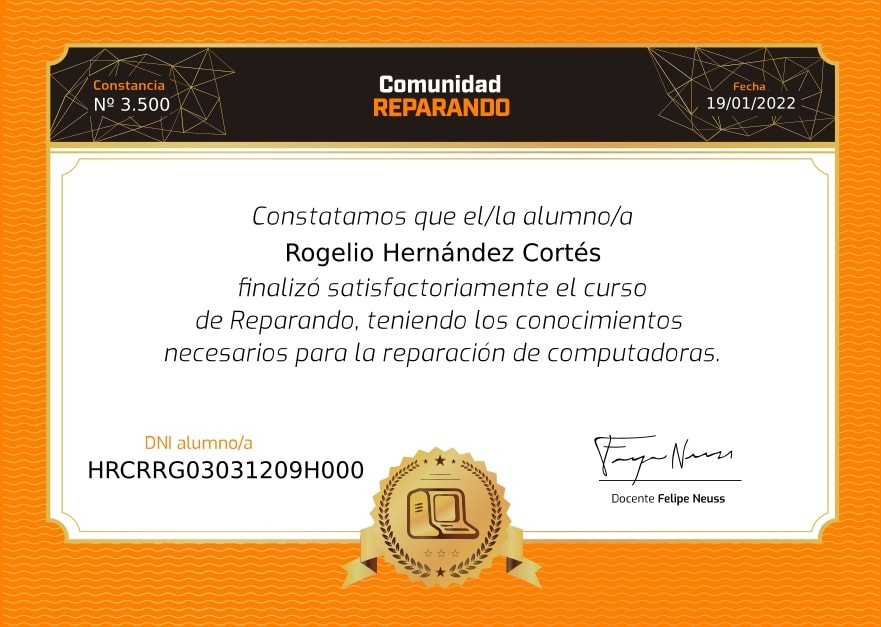 Constancia
Nº 3.500
Comunidad
REPARANDO
Fecha
19/01/2022
Constatamos que el/la alumno/a
Rogelio Hernández Cortés
finalizó satisfactoriamente el curso
de Reparando, teniendo los conocimientos
necesarios para la reparación de computadoras.
DNI alumno/a
HRCRRG03031209H000
Felipe Neuss
Docente Felipe Neuss